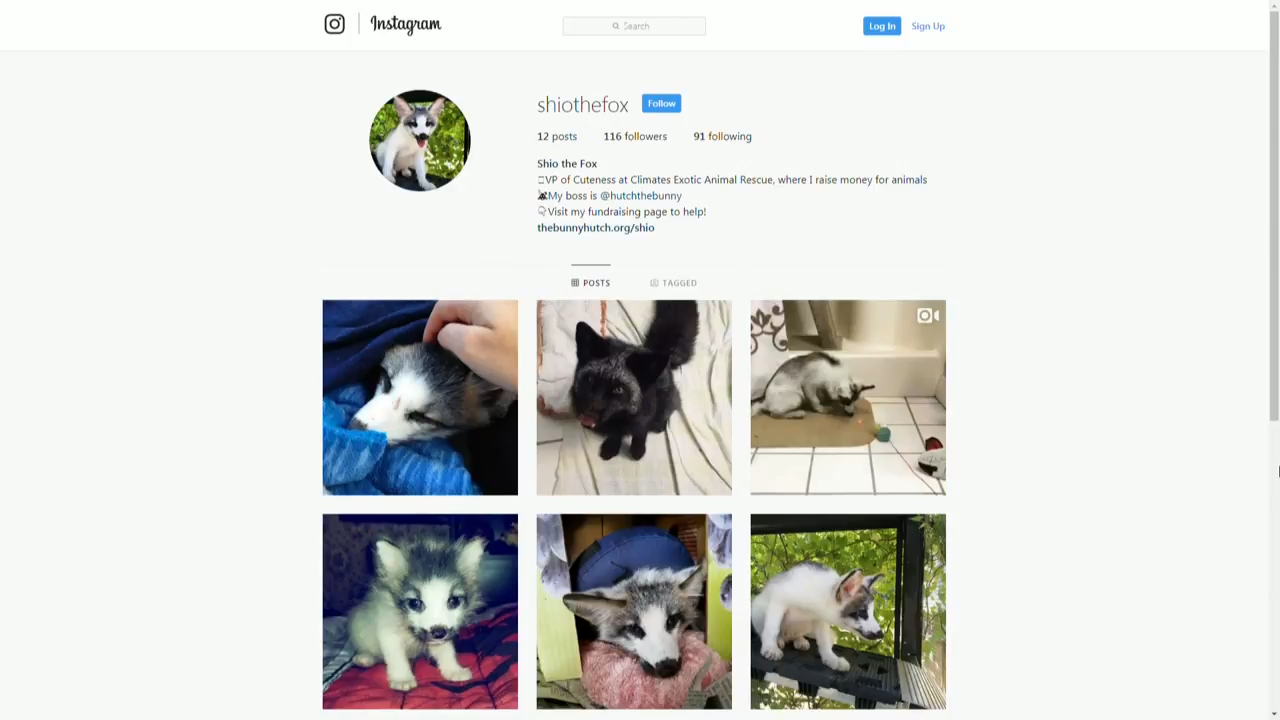 Instagram
Search
Log In
Sign Up
shiothefox
Follow
12 posts 116 followers 91 following
Shio the Fox
VP of Cuteness at Climates Exotic Animal Rescue, where I raise money for animals
My boss is @hutchthebunny
Visit my fundraising page to help!
thebunnyhutch.org/shio
POSTS
TAGGED